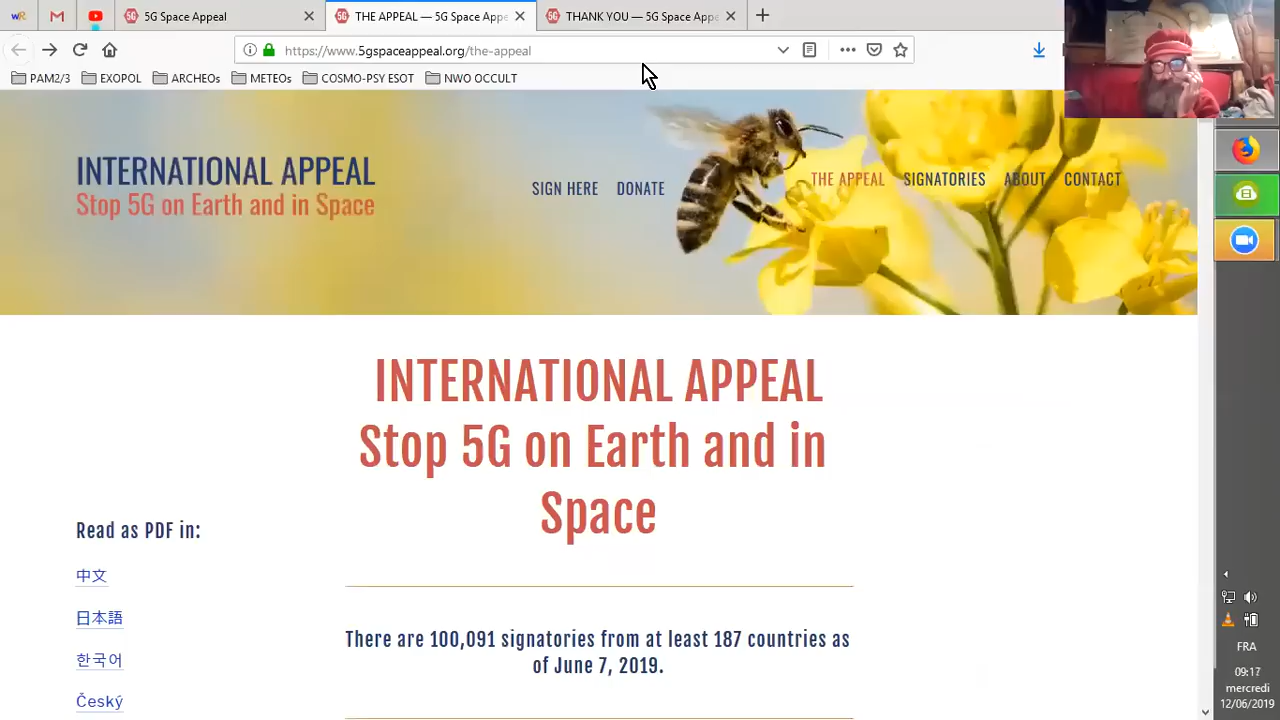 5G Space Appeal
THE APPEAL — 5G Space Appe
THANK YOU — 5G Space Appe
https://www.5gspaceappeal.org/the-appeal
PAM2/3 EXOPOL ARCHEOs METEOs COSMO-PSY ESOT NWO OCCULT
INTERNATIONAL APPEAL
Stop 5G on Earth and in Space
SIGN HERE DONATE THE APPEAL SIGNATORIES ABOUT CONTACT
INTERNATIONAL APPEAL
Stop 5G on Earth and in
Space
Read as PDF in:
中文
日本語
한국어
Český
There are 100,091 signatories from at least 187 countries as
of June 7, 2019.
FRA
09:17
mercredi
12/06/2019